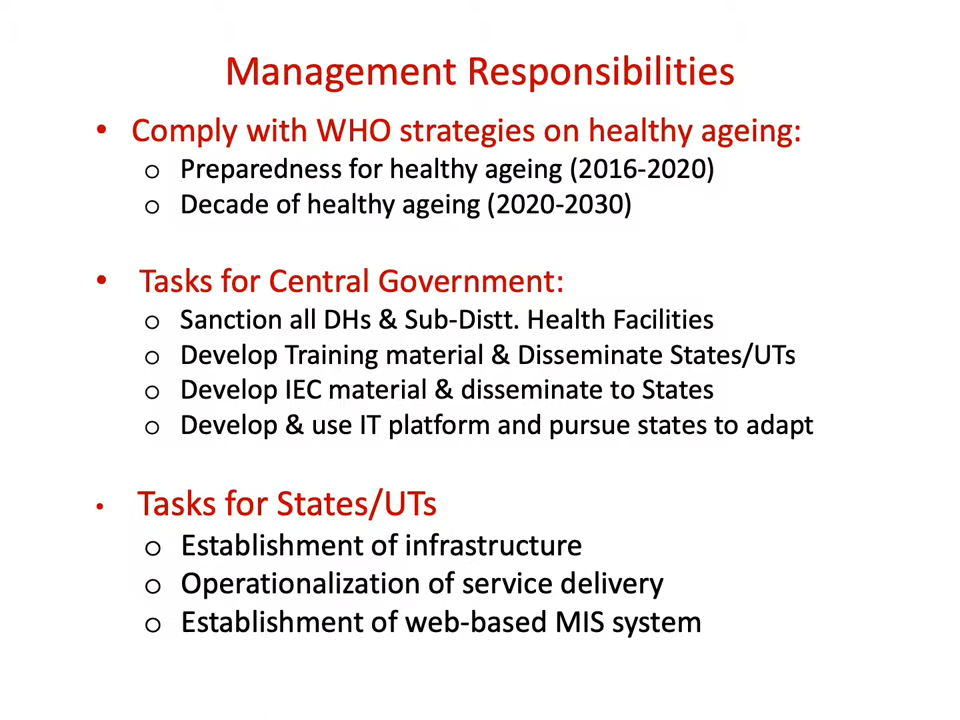 Management Responsibilities
• Comply with WHO strategies on healthy ageing:
o Preparedness for healthy ageing (2016-2020)
o Decade of healthy ageing (2020-2030)
• Tasks for Central Government:
o Sanction all DHs & Sub-Distt. Health Facilities
o Develop Training material & Disseminate States/UTs
o Develop IEC material & disseminate to States
o Develop & use IT platform and pursue states to adapt
• Tasks for States/UTs
o Establishment of infrastructure
o Operationalization of service delivery
o Establishment of web-based MIS system